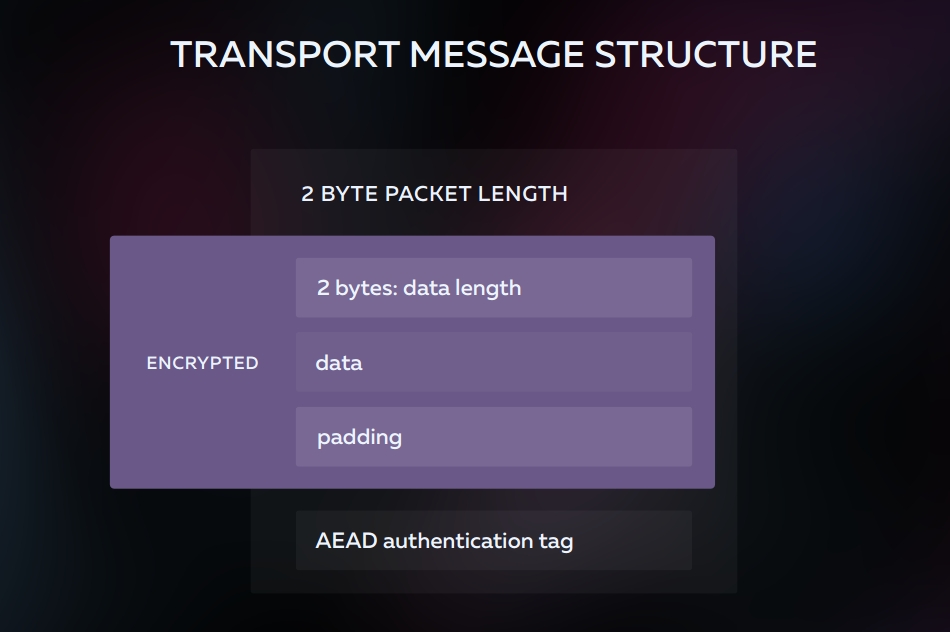 TRANSPORT MESSAGE STRUCTURE
2 BYTE PACKET LENGTH
2 bytes: data length
ENCRYPTED
data
padding
AEAD authentication tag